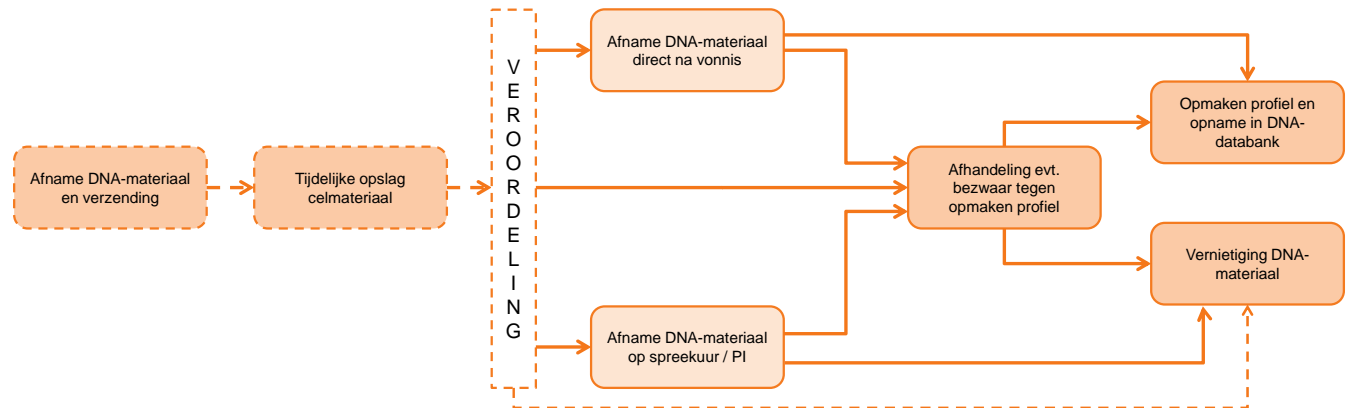 Afname DNA-materiaal
en verzending
Tijdelijke opslag
celmateriaal
VEROORDELING
Afname DNA-materiaal
direct na vonnis
Afname DNA-materiaal
op spreekuur / PI
Afhandeling evt.
bezwaar tegen
opmaken profiel
Opmaken profiel en
opname in DNA-
databank
Vernietiging DNA-
materiaal